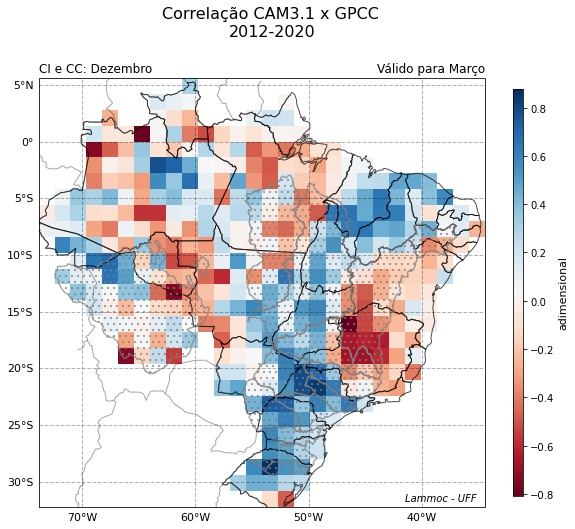 Correlação CAM3.1 x GPCC
2012-2020
CI e CC: Dezembro
Válido para Março
5°N
0°
5°S
10°S
15°S
20°S
25°S
30°S
70°W
60°W
50°W
40°W
Lammoc - UFF
0.8
0.6
0.4
0.2
0.0
−0.2
−0.4
−0.6
−0.8
adimensional